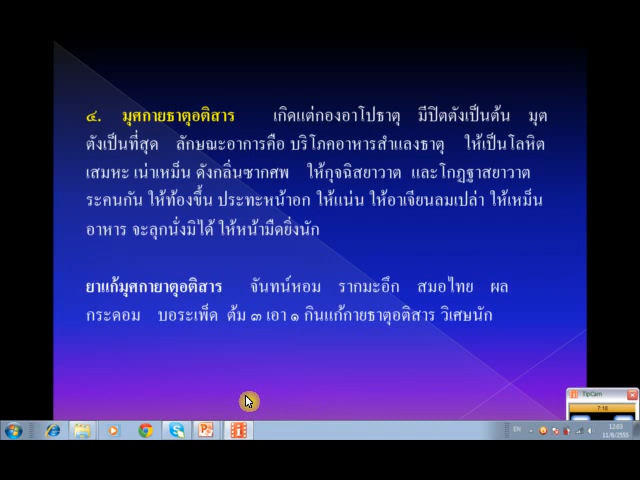 ๔. มุศกายธาตุอติสาร เกิดแต่กองอาโปธาตุ มีปิตตังเป็นต้น มุต
ตังเป็นที่สุด ลักษณะอาการคือ บริโภคอาหารสำแลงธาตุ ให้เป็นโลหิต
เสมหะ เน่าเหม็น ดังกลิ่นซากศพ ให้กุจฉิสยาวาต และโกฏฐาสยาวาต
ระคนกัน ให้ท้องขึ้น ปะทะหน้าอก ให้แน่น ให้อาเจียนลมเปล่า ให้เหม็น
อาหาร จะลุกนั่งมิได้ ให้หน้ามืดยิ่งนัก
ยาแก้มุศกายาตุอติสาร จันทน์หอม รากมะอึก สมอไทย ผล
กระดอม บอระเพ็ด ต้ม ๓ เอา ๑ กินแก้กายธาตุอติสาร วิเศษนัก
TipCam
7:18
EN
12:03
11/6/2553